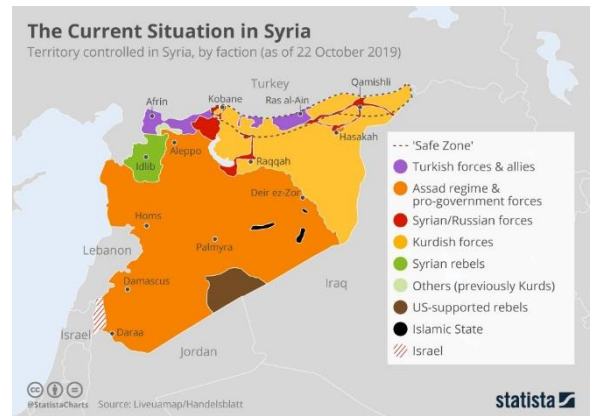 The Current Situation in Syria
Territory controlled in Syria, by faction (as of 22 October 2019)
Turkey
Qamishli
Kobane
Afrin
Ras al-Ain
Hasakah
Aleppo
Idlib
Raqqah
Deir ez-Zor
Homs
Palmyra
Lebanon
Damascus
Iraq
Israel
Daraa
Jordan
'Safe Zone'
Turkish forces & allies
Assad regime &
pro-government forces
Syrian/Russian forces
Kurdish forces
Syrian rebels
Others (previously Kurds)
US-supported rebels
Islamic State
Israel
@StatistaCharts Source: Liveuamap/Handelsblatt
statista